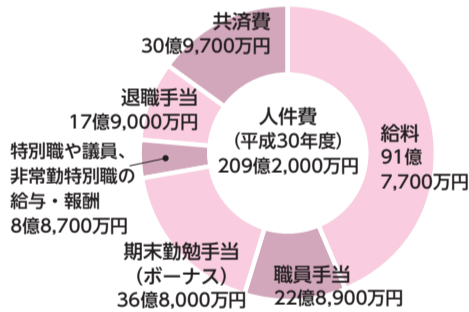 人件費
(平成30年度)
209億2,000万円
給料
91億
7,700万円
職員手当
22億8,900万円
期末勤勉手当
（ボーナス）
36億8,000万円
特別職や議員、
非常勤特別職の
給与・報酬
8億8,700万円
退職手当
17億9,000万円
共済費
30億9,700万円